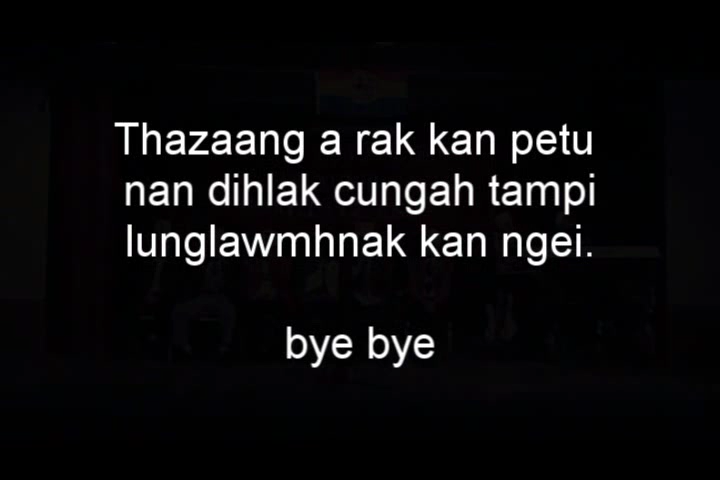 Thazaang a rak kan petu
nan dihlak cungah tampi
lunglawmhnak kan ngei.
bye bye